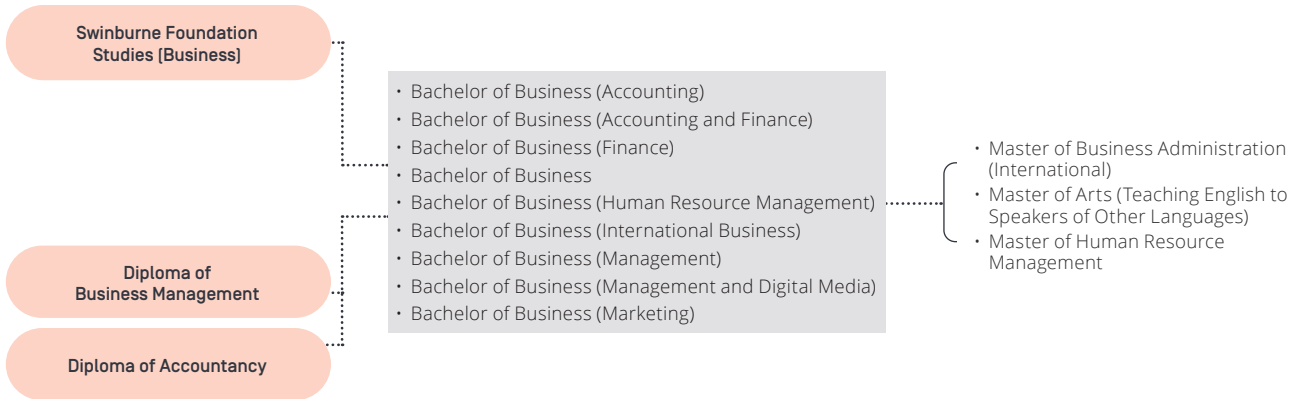 Swinburne Foundation
Studies (Business)
Diploma of
Business Management
Diploma of Accountancy
• Bachelor of Business (Accounting)
• Bachelor of Business (Accounting and Finance)
• Bachelor of Business (Finance)
• Bachelor of Business
• Bachelor of Business (Human Resource Management)
• Bachelor of Business (International Business)
• Bachelor of Business (Management)
• Bachelor of Business (Management and Digital Media)
• Bachelor of Business (Marketing)
• Master of Business Administration
(International)
• Master of Arts (Teaching English to
Speakers of Other Languages)
• Master of Human Resource
Management